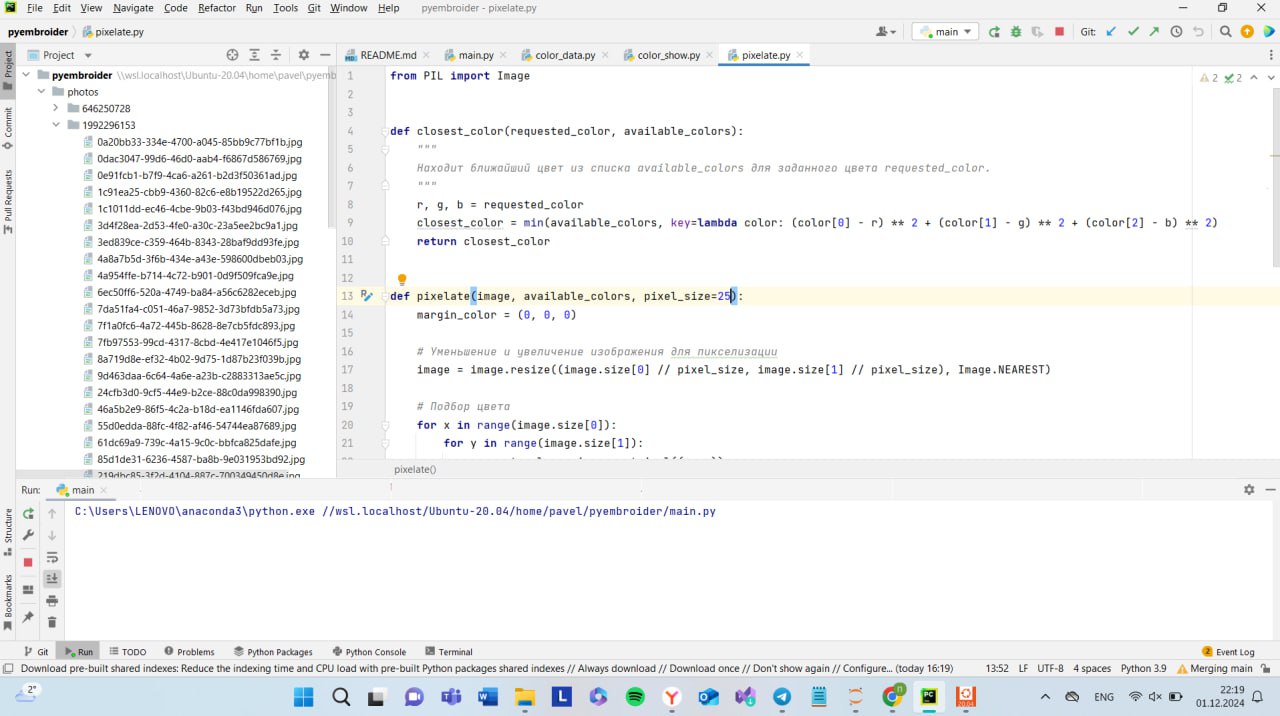 File Edit View Navigate Code Refactor Run Tools Git Window Help pyembroider - pixelate.py
pyembroider pixelate.py main Git:
Project README.md main.py color_data.py color_show.py pixelate.py
pyembroider \\wsl.localhost\Ubuntu-20.04\home\pavel\pyemb
photos
646250728
1992296153
0a20bb33-334e-4700-a045-85bb9c77bf1b.jpg
0dac3047-99d6-46d0-aab4-f6867d586769.jpg
0e91fcb1-b7f9-4ca6-a261-b2d3f50361ad.jpg
1c91ea25-cbb9-4360-82c6-e8b19522d265.jpg
1c1011dd-ec46-4cbe-9b03-f43bd946d076.jpg
3d4f28ea-2d53-4fe0-a30c-23a5ee2bc9a1.jpg
3ed839ce-c359-464b-8343-28baf9dd93fe.jpg
4a8a7b5d-3f6b-434e-a43e-598600dbeb03.jpg
4a954ffe-b714-4c72-b901-0d9f509fca9e.jpg
6ec50ff6-520a-4749-ba84-a56c6282eceb.jpg
7da51fa4-c051-46a7-9852-3d73bfdb5a73.jpg
7f1a0fc6-4a72-445b-8628-8e7cb5fdc893.jpg
7fb97553-99cd-4317-8cbd-4e417e1046f5.jpg
8a719d8e-ef32-4b02-9d75-1d87b23f039b.jpg
9d463daa-6c64-4a6e-a23b-c2883313ae5c.jpg
24cfb3d0-9cf5-44e9-b2ce-88c0da998390.jpg
46a5b2e9-86f5-4c2a-b18d-ea1146fda607.jpg
55d0edda-88fc-4f82-af46-54744ea87689.jpg
61dc69a9-739c-4a15-9c0c-bbfca825dafe.jpg
85d1de31-6236-4587-ba8b-9e031953bd92.jpg
219dbc85-3f2d-4104-887c-700349450d8e.jpg
Project
Commit
Pull Requests
Structure
Bookmarks
2 2
1 from PIL import Image
2
3
4 def closest_color(requested_color, available_colors):
5 """
6 Находит ближайший цвет из списка available_colors для заданного цвета requested_color.
7 """
8 r, g, b = requested_color
9 closest_color = min(available_colors, key=lambda color: (color[0] - r) ** 2 + (color[1] - g) ** 2 + (color[2] - b) ** 2)
10 return closest_color
11
12
13 def pixelate(image, available_colors, pixel_size=25):
14 margin_color = (0, 0, 0)
15
16 # Уменьшение и увеличение изображения для пикселизации
17 image = image.resize((image.size[0] // pixel_size, image.size[1] // pixel_size), Image.NEAREST)
18
19 # Подбор цвета
20 for x in range(image.size[0]):
21 for y in range(image.size[1]):
pixelate()
Run: main
C:\Users\LENOVO\anaconda3\python.exe //wsl.localhost/Ubuntu-20.04/home/pavel/pyembroider/main.py
Git Run TODO Problems Python Packages Python Console Terminal 2 Event Log
Download pre-built shared indexes: Reduce the indexing time and CPU load with pre-built Python packages shared indexes // Always download // Download once // Don't show again // Configure... (today 16:19) 13:52 LF UTF-8 4 spaces Python 3.9 Merging main
2° ENG 22:19
01.12.2024